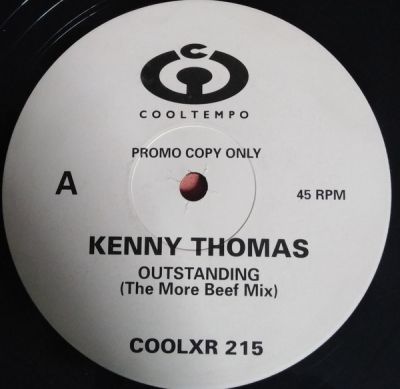 C
COOLTEMPO
PROMO COPY ONLY
A
45 RPM
KENNY THOMAS
OUTSTANDING
(The More Beef Mix)
COOLXR 215